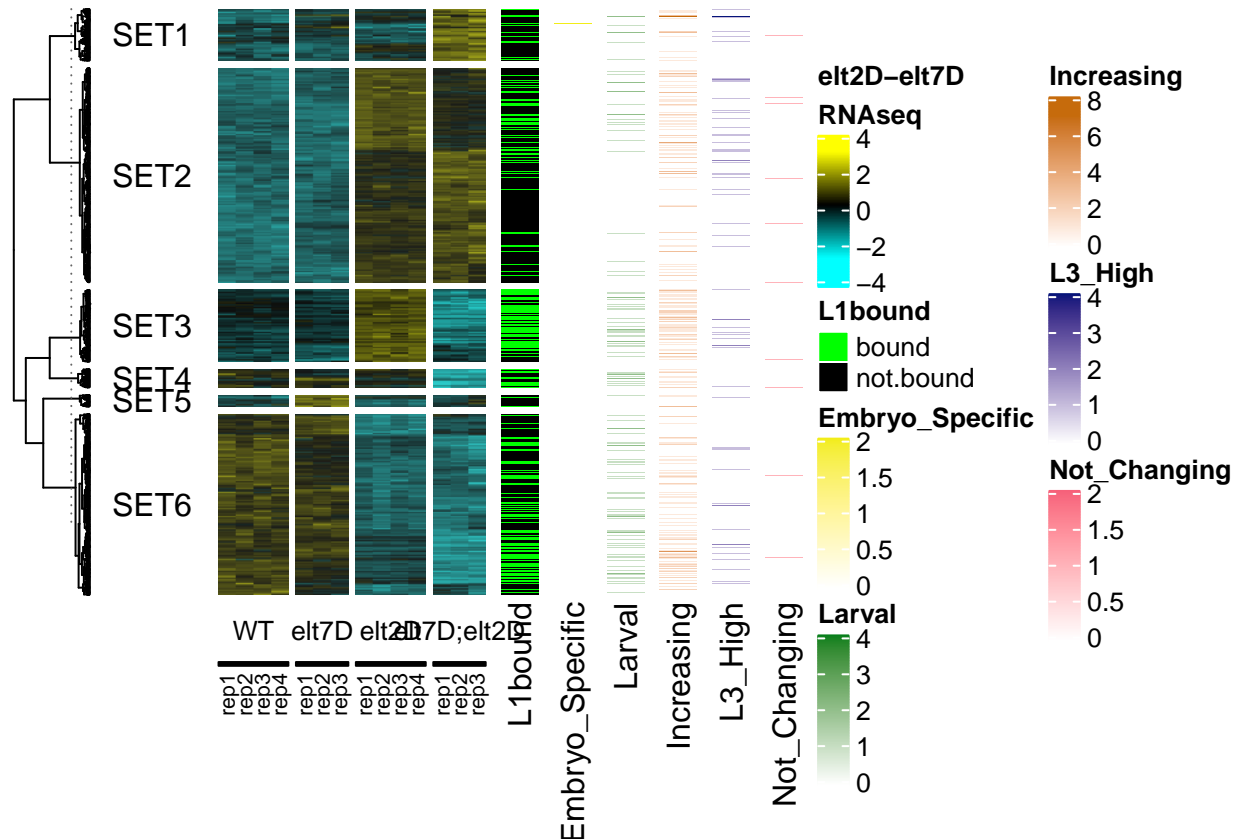 SET1
SET2
SET3
SET4
SET5
SET6
WT
elt7D
elt2D
elt7D;elt2D
rep1
rep2
rep3
rep4
rep1
rep2
rep3
rep1
rep2
rep3
rep4
rep1
rep2
rep3
L1bound
Embryo_Specific
Larval
Increasing
L3_High
Not_Changing
elt2D-elt7D
RNAseq
4
2
0
-2
-4
L1bound
bound
not.bound
Embryo_Specific
2
1.5
1
0.5
0
Larval
4
3
2
1
0
Increasing
8
6
4
2
0
L3_High
4
3
2
1
0
Not_Changing
2
1.5
1
0.5
0